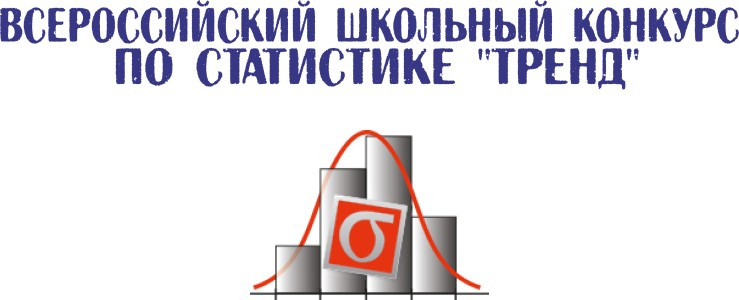 ВСЕРОССИЙСКИЙ ШКОЛЬНЫЙ КОНКУРС
ПО СТАТИСТИКЕ "ТРЕНД"
σ